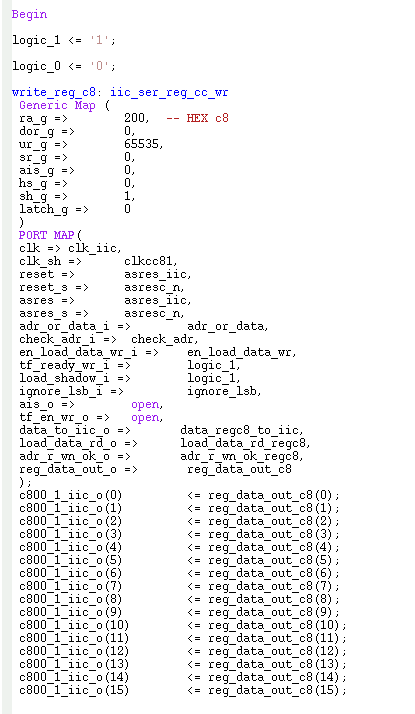 Begin
logic_1 <= '1';
logic_0 <= '0';
write_reg_c8: iic_ser_reg_cc_wr
Generic Map (
ra_g => 200, -- HEX c8
dor_g => 0,
ur_g => 65535,
sr_g => 0,
ais_g => 0,
hs_g => 0,
sh_g => 1,
latch_g => 0
)
PORT MAP(
clk => clk_iic,
clk_sh => clkcc81,
reset => asres_iic,
reset_s => asresc_n,
asres => asres_iic,
asres_s => asresc_n,
adr_or_data_i => adr_or_data,
check_adr_i => check_adr,
en_load_data_wr_i => en_load_data_wr,
tf_ready_wr_i => logic_1,
load_shadow_i => logic_1,
ignore_lsb_i => ignore_lsb,
ais_o => open,
tf_en_wr_o => open,
data_to_iic_o => data_regc8_to_iic,
load_data_rd_o => load_data_rd_regc8,
adr_r_wn_ok_o => adr_r_wn_ok_regc8,
reg_data_out_o => reg_data_out_c8
);
c800_1_iic_o(0) <= reg_data_out_c8(0);
c800_1_iic_o(1) <= reg_data_out_c8(1);
c800_1_iic_o(2) <= reg_data_out_c8(2);
c800_1_iic_o(3) <= reg_data_out_c8(3);
c800_1_iic_o(4) <= reg_data_out_c8(4);
c800_1_iic_o(5) <= reg_data_out_c8(5);
c800_1_iic_o(6) <= reg_data_out_c8(6);
c800_1_iic_o(7) <= reg_data_out_c8(7);
c800_1_iic_o(8) <= reg_data_out_c8(8);
c800_1_iic_o(9) <= reg_data_out_c8(9);
c800_1_iic_o(10) <= reg_data_out_c8(10);
c800_1_iic_o(11) <= reg_data_out_c8(11);
c800_1_iic_o(12) <= reg_data_out_c8(12);
c800_1_iic_o(13) <= reg_data_out_c8(13);
c800_1_iic_o(14) <= reg_data_out_c8(14);
c800_1_iic_o(15) <= reg_data_out_c8(15);